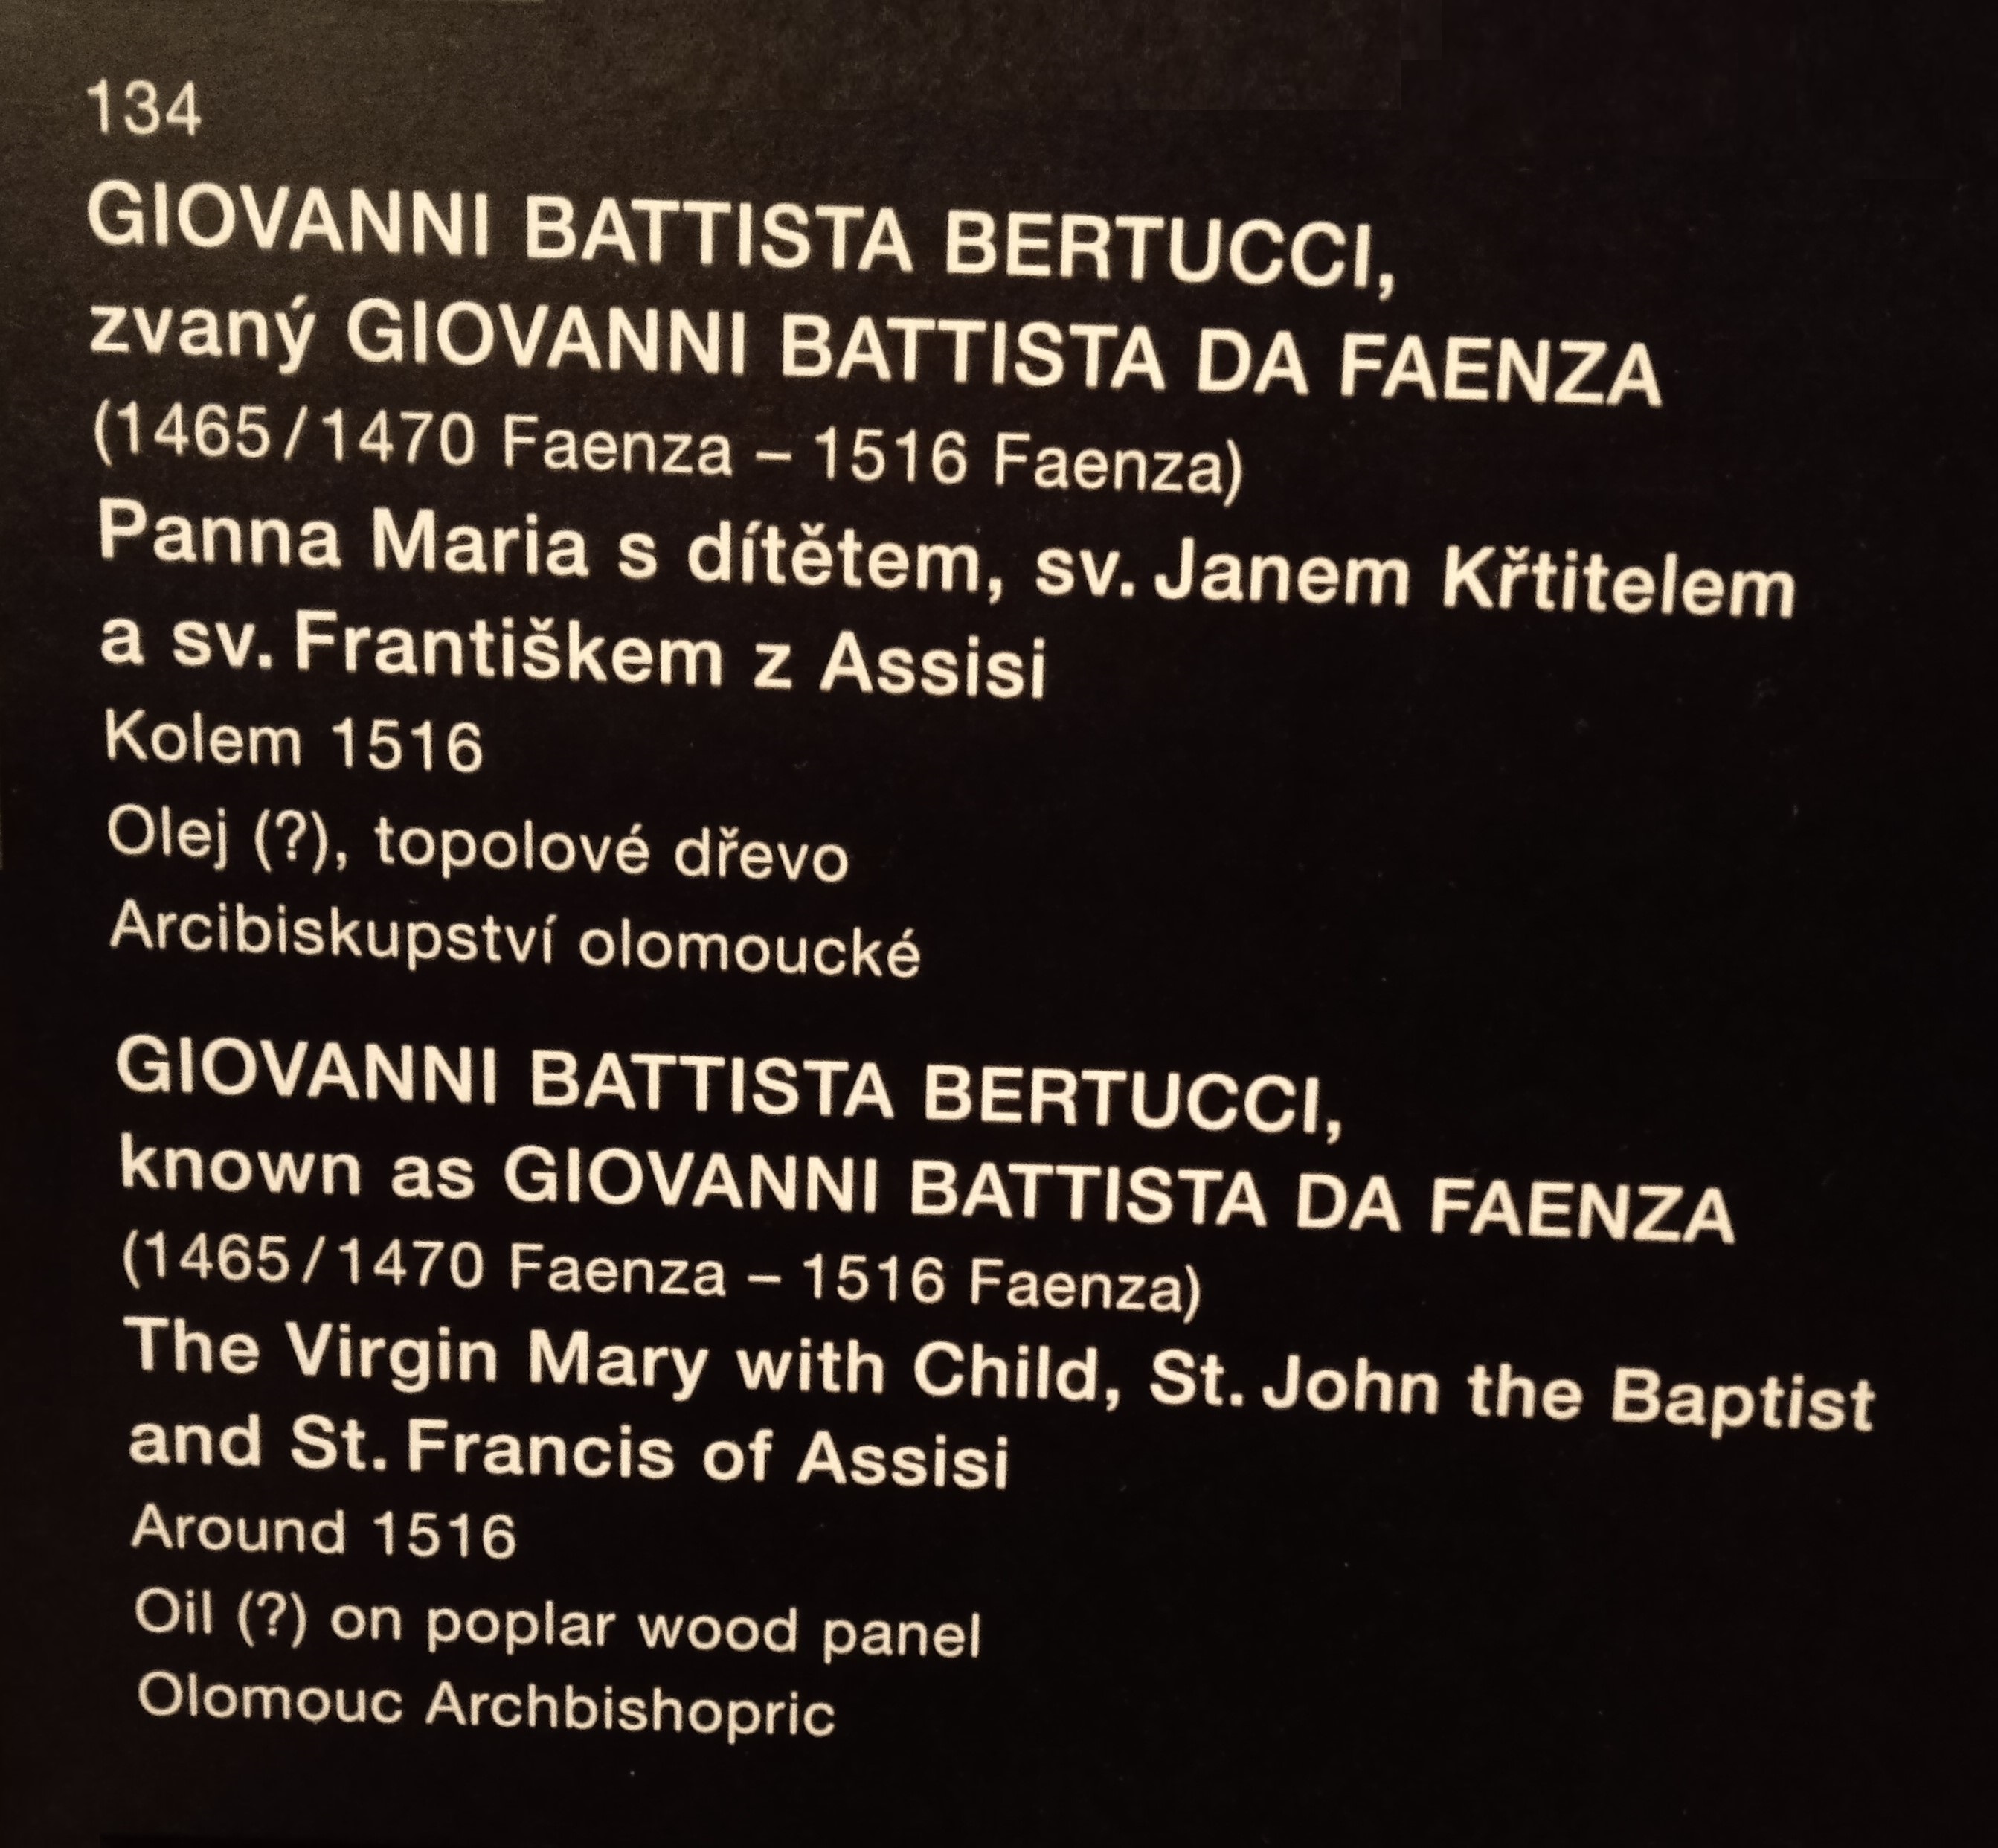 134
GIOVANNI BATTISTA BERTUCCI,
zvaný GIOVANNI BATTISTA DA FAENZA
(1465/1470 Faenza – 1516 Faenza)
Panna Maria s dítětem, sv. Janem Křtitelem
a sv. Františkem z Assisi
Kolem 1516
Olej (?), topolové dřevo
Arcibiskupství olomoucké
GIOVANNI BATTISTA BERTUCCI,
known as GIOVANNI BATTISTA DA FAENZA
(1465/1470 Faenza – 1516 Faenza)
The Virgin Mary with Child, St. John the Baptist
and St. Francis of Assisi
Around 1516
Oil (?) on poplar wood panel
Olomouc Archbishopric